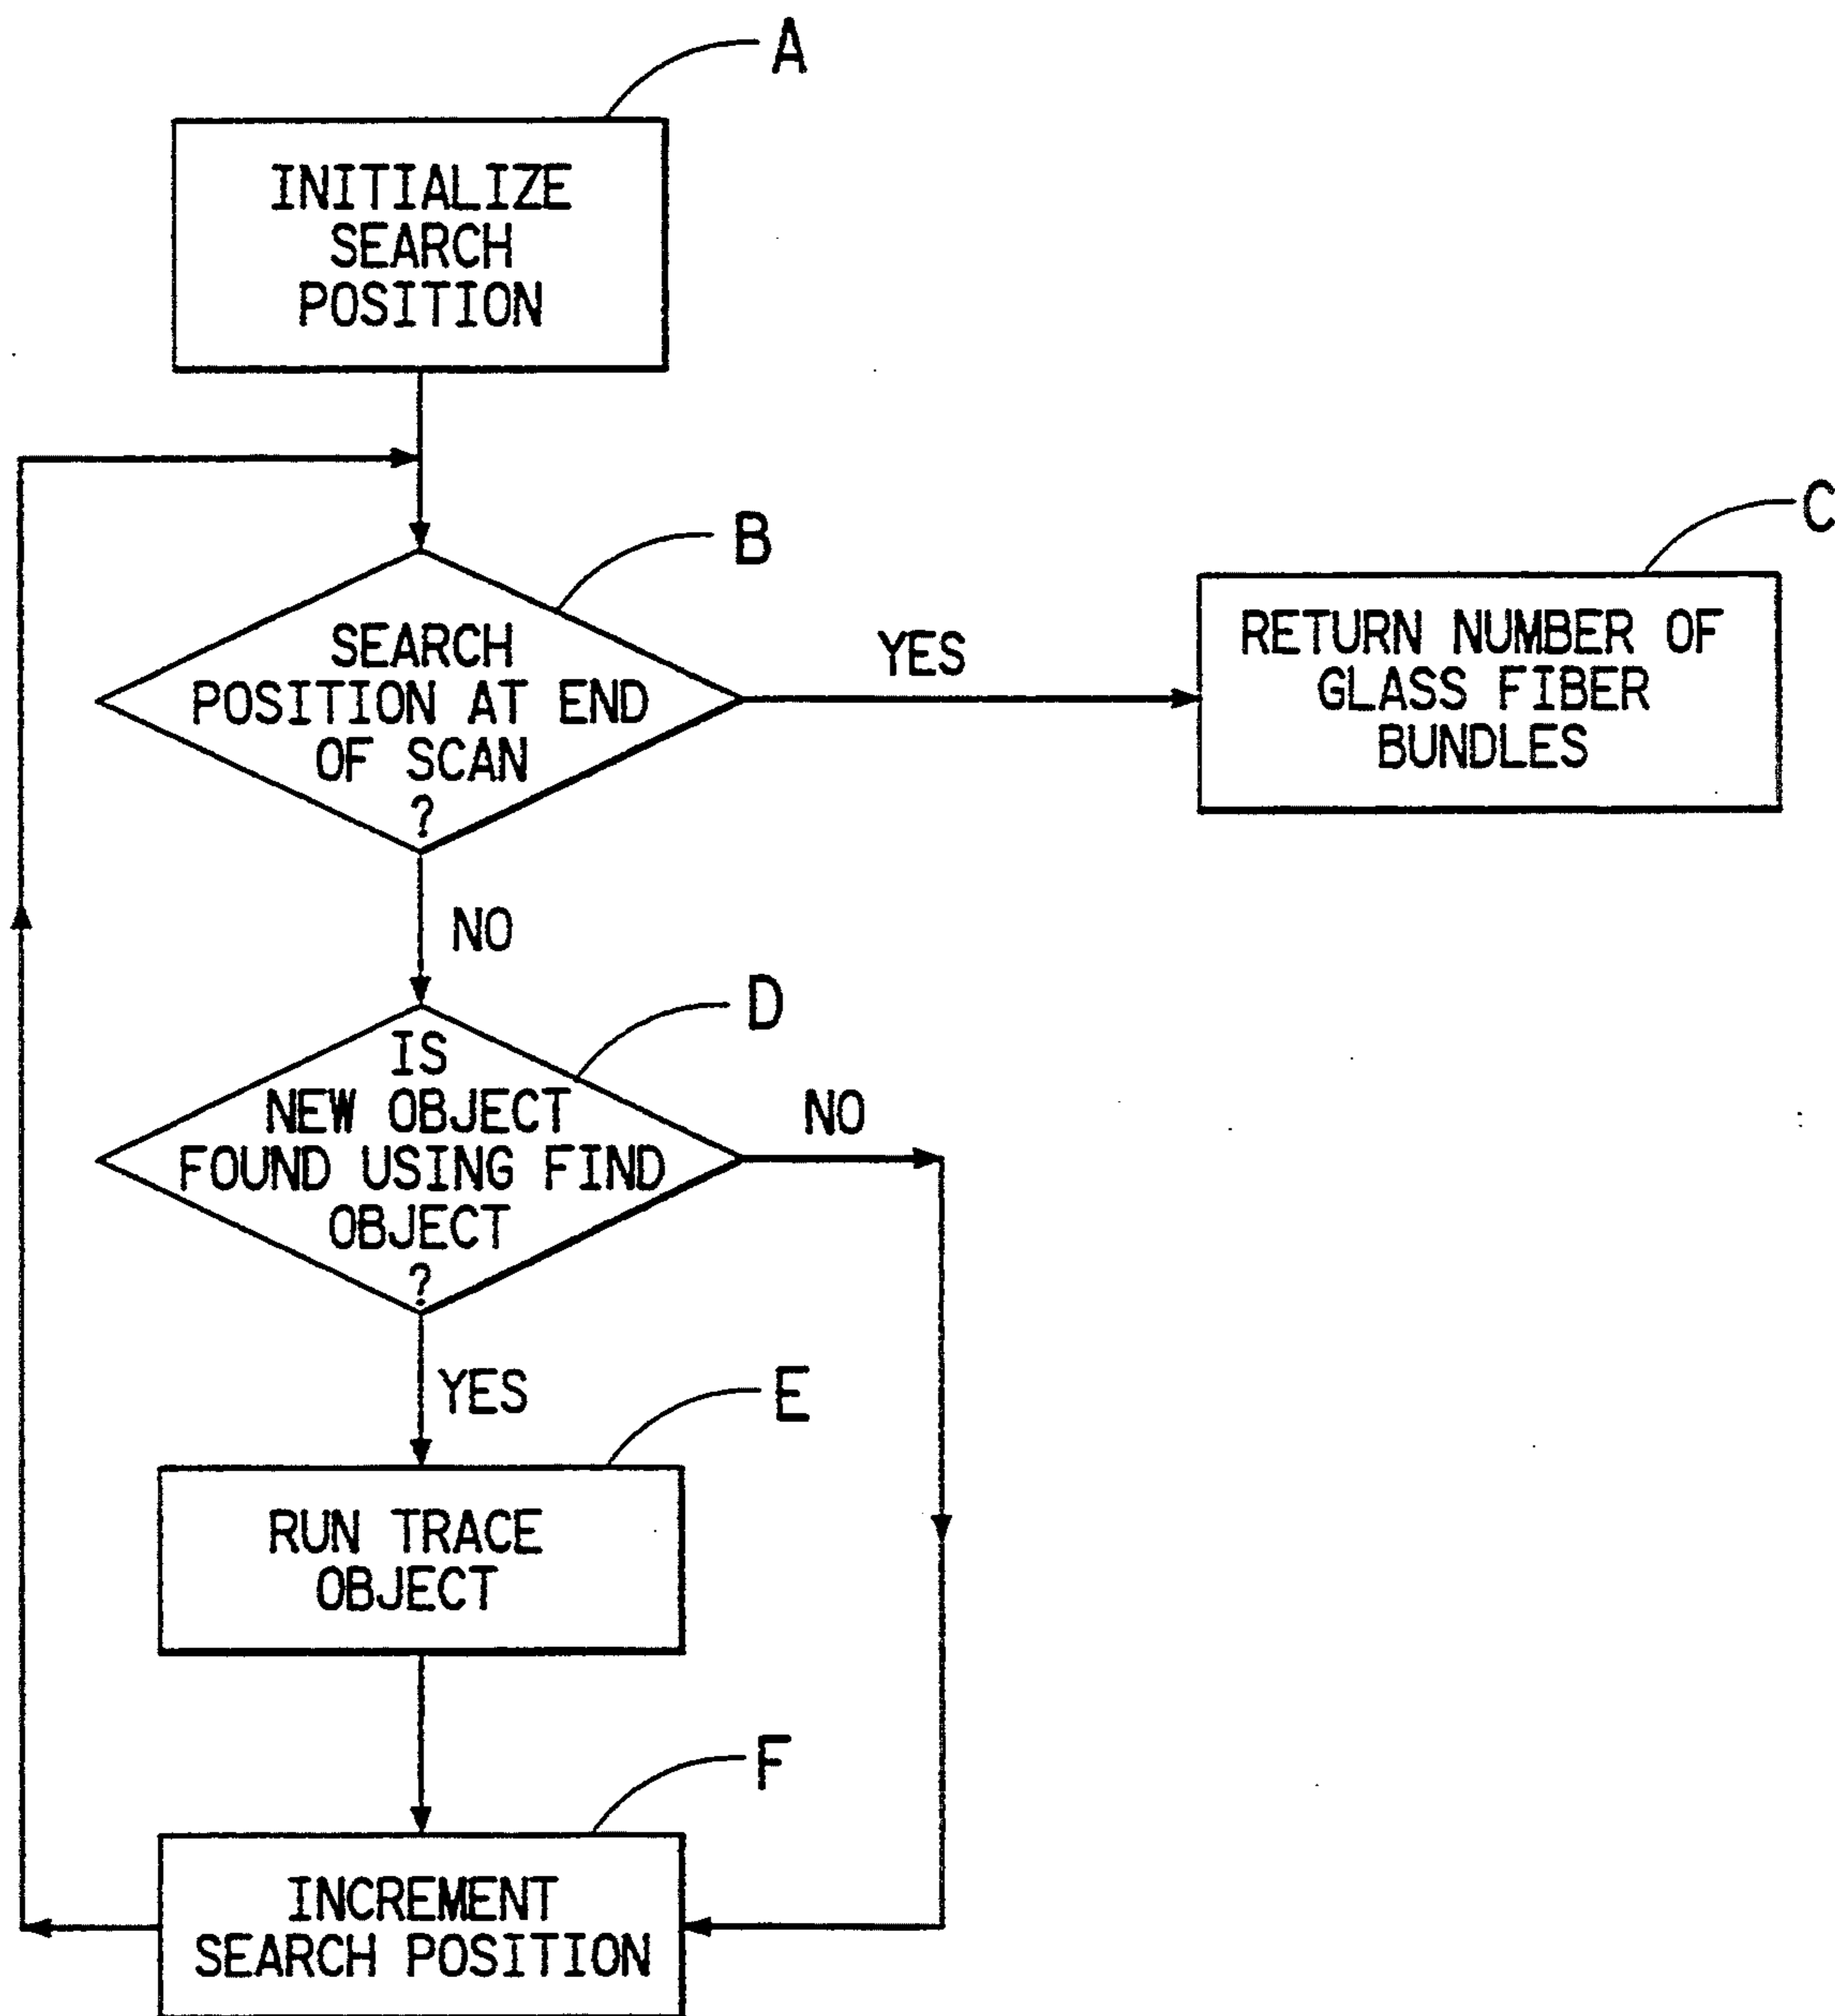 A
INITIALIZE
SEARCH
POSITION
B
SEARCH
POSITION AT END
OF SCAN
?
YES
C
RETURN NUMBER OF
GLASS FIBER
BUNDLES
NO
D
IS
NEW OBJECT
FOUND USING FIND
OBJECT
?
NO
YES
E
RUN TRACE
OBJECT
F
INCREMENT
SEARCH POSITION